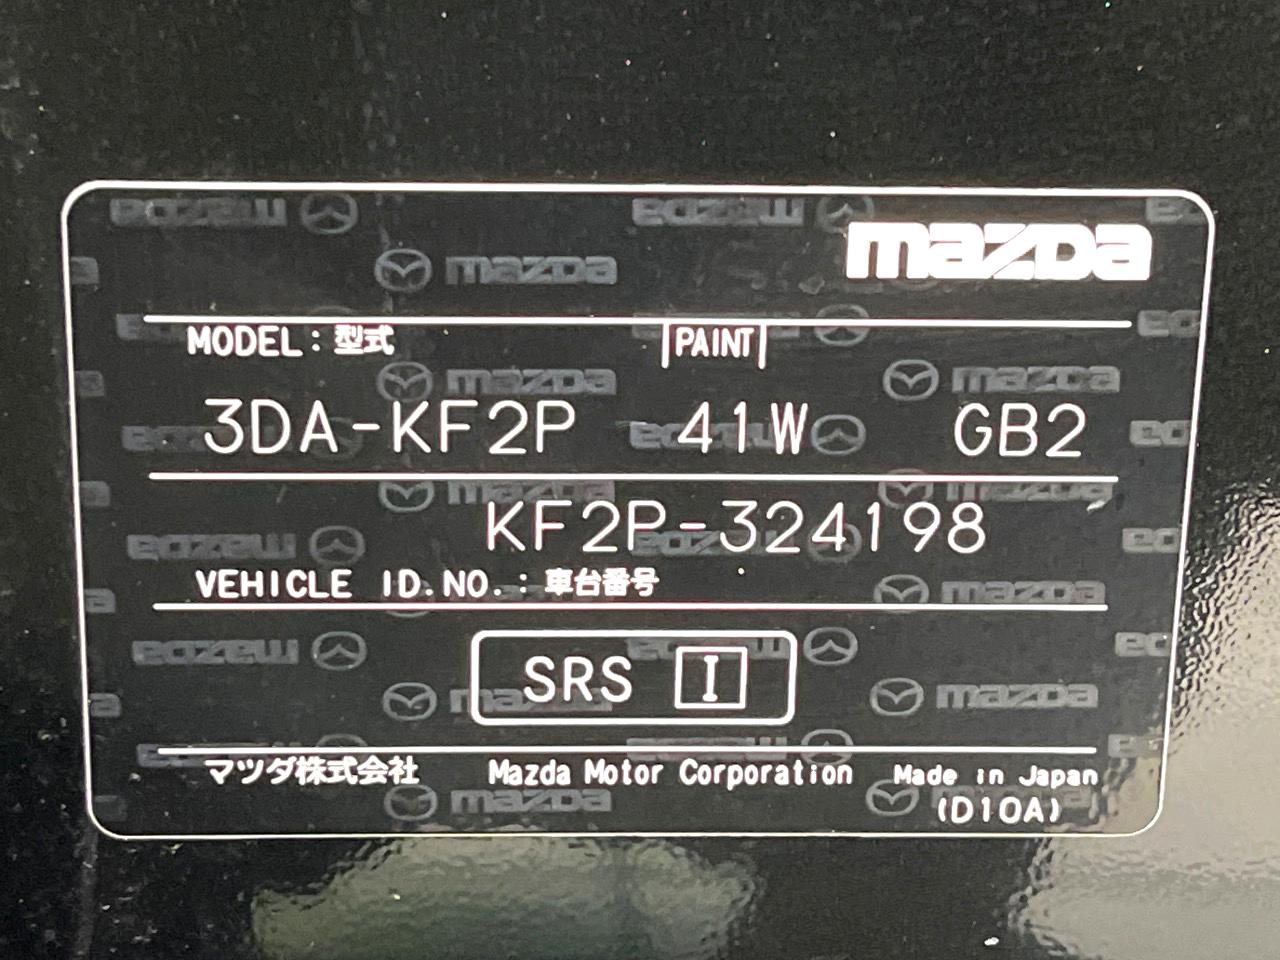 mazda
MODEL：型式 PAINT
3DA-KF2P 41W GB2
KF2P-324198
VEHICLE ID.NO.：車台番号
SRS I
マツダ株式会社 Mazda Motor Corporation Made in Japan
(D10A)